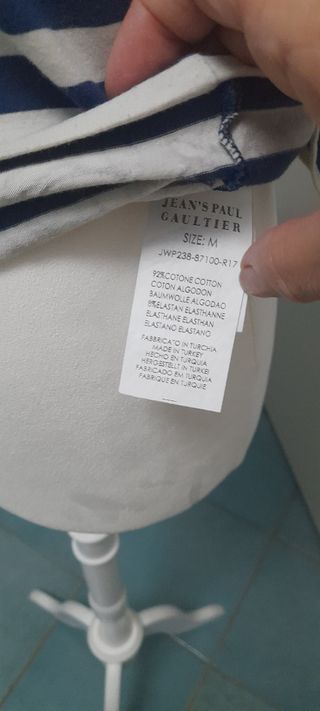 JEAN'S PAUL
GAULTIER
SIZE: M
JWP238-87100-R17
92%COTONE COTTON
COTON ALGODON
BAUMWOLLE ALGODAO
8%ELASTAN ELASTHANNE
ELASTHANE ELASTHAN
ELASTANO ELASTANO
FABBRICATO IN TURCHIA
MADE IN TURKEY
HECHO EN TURQUIA
HERGESTELLT IN TURKEI
FABRICADO EM TURQUIA
FABRIQUE EN TURQUIE